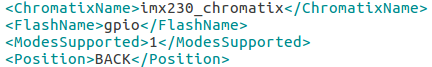 <ChromatixName>imx230_chromatix</ChromatixName>
<FlashName>gpio</FlashName>
<ModesSupported>1</ModesSupported>
<Position>BACK</Position>